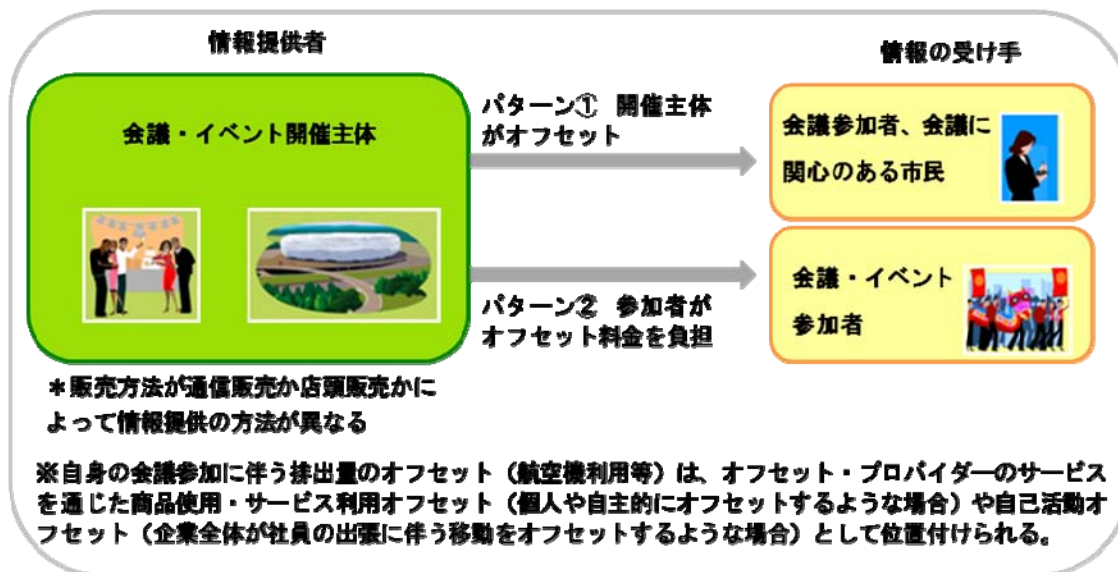 情報提供者
情報の受け手
会議・イベント開催主体
パターン① 開催主体
がオフセット
会議参加者、会議に
関心のある市民
パターン② 参加者が
オフセット料金を負担
会議・イベント
参加者
＊販売方法が通信販売か店頭販売かに
よって情報提供の方法が異なる
※自身の会議参加に伴う排出量のオフセット（航空機利用等）は、オフセット・プロバイダーのサービス
を通じた商品使用・サービス利用オフセット（個人や自主的にオフセットするような場合）や自己活動オ
フセット（企業全体が社員の出張に伴う移動をオフセットするような場合）として位置付けられる。